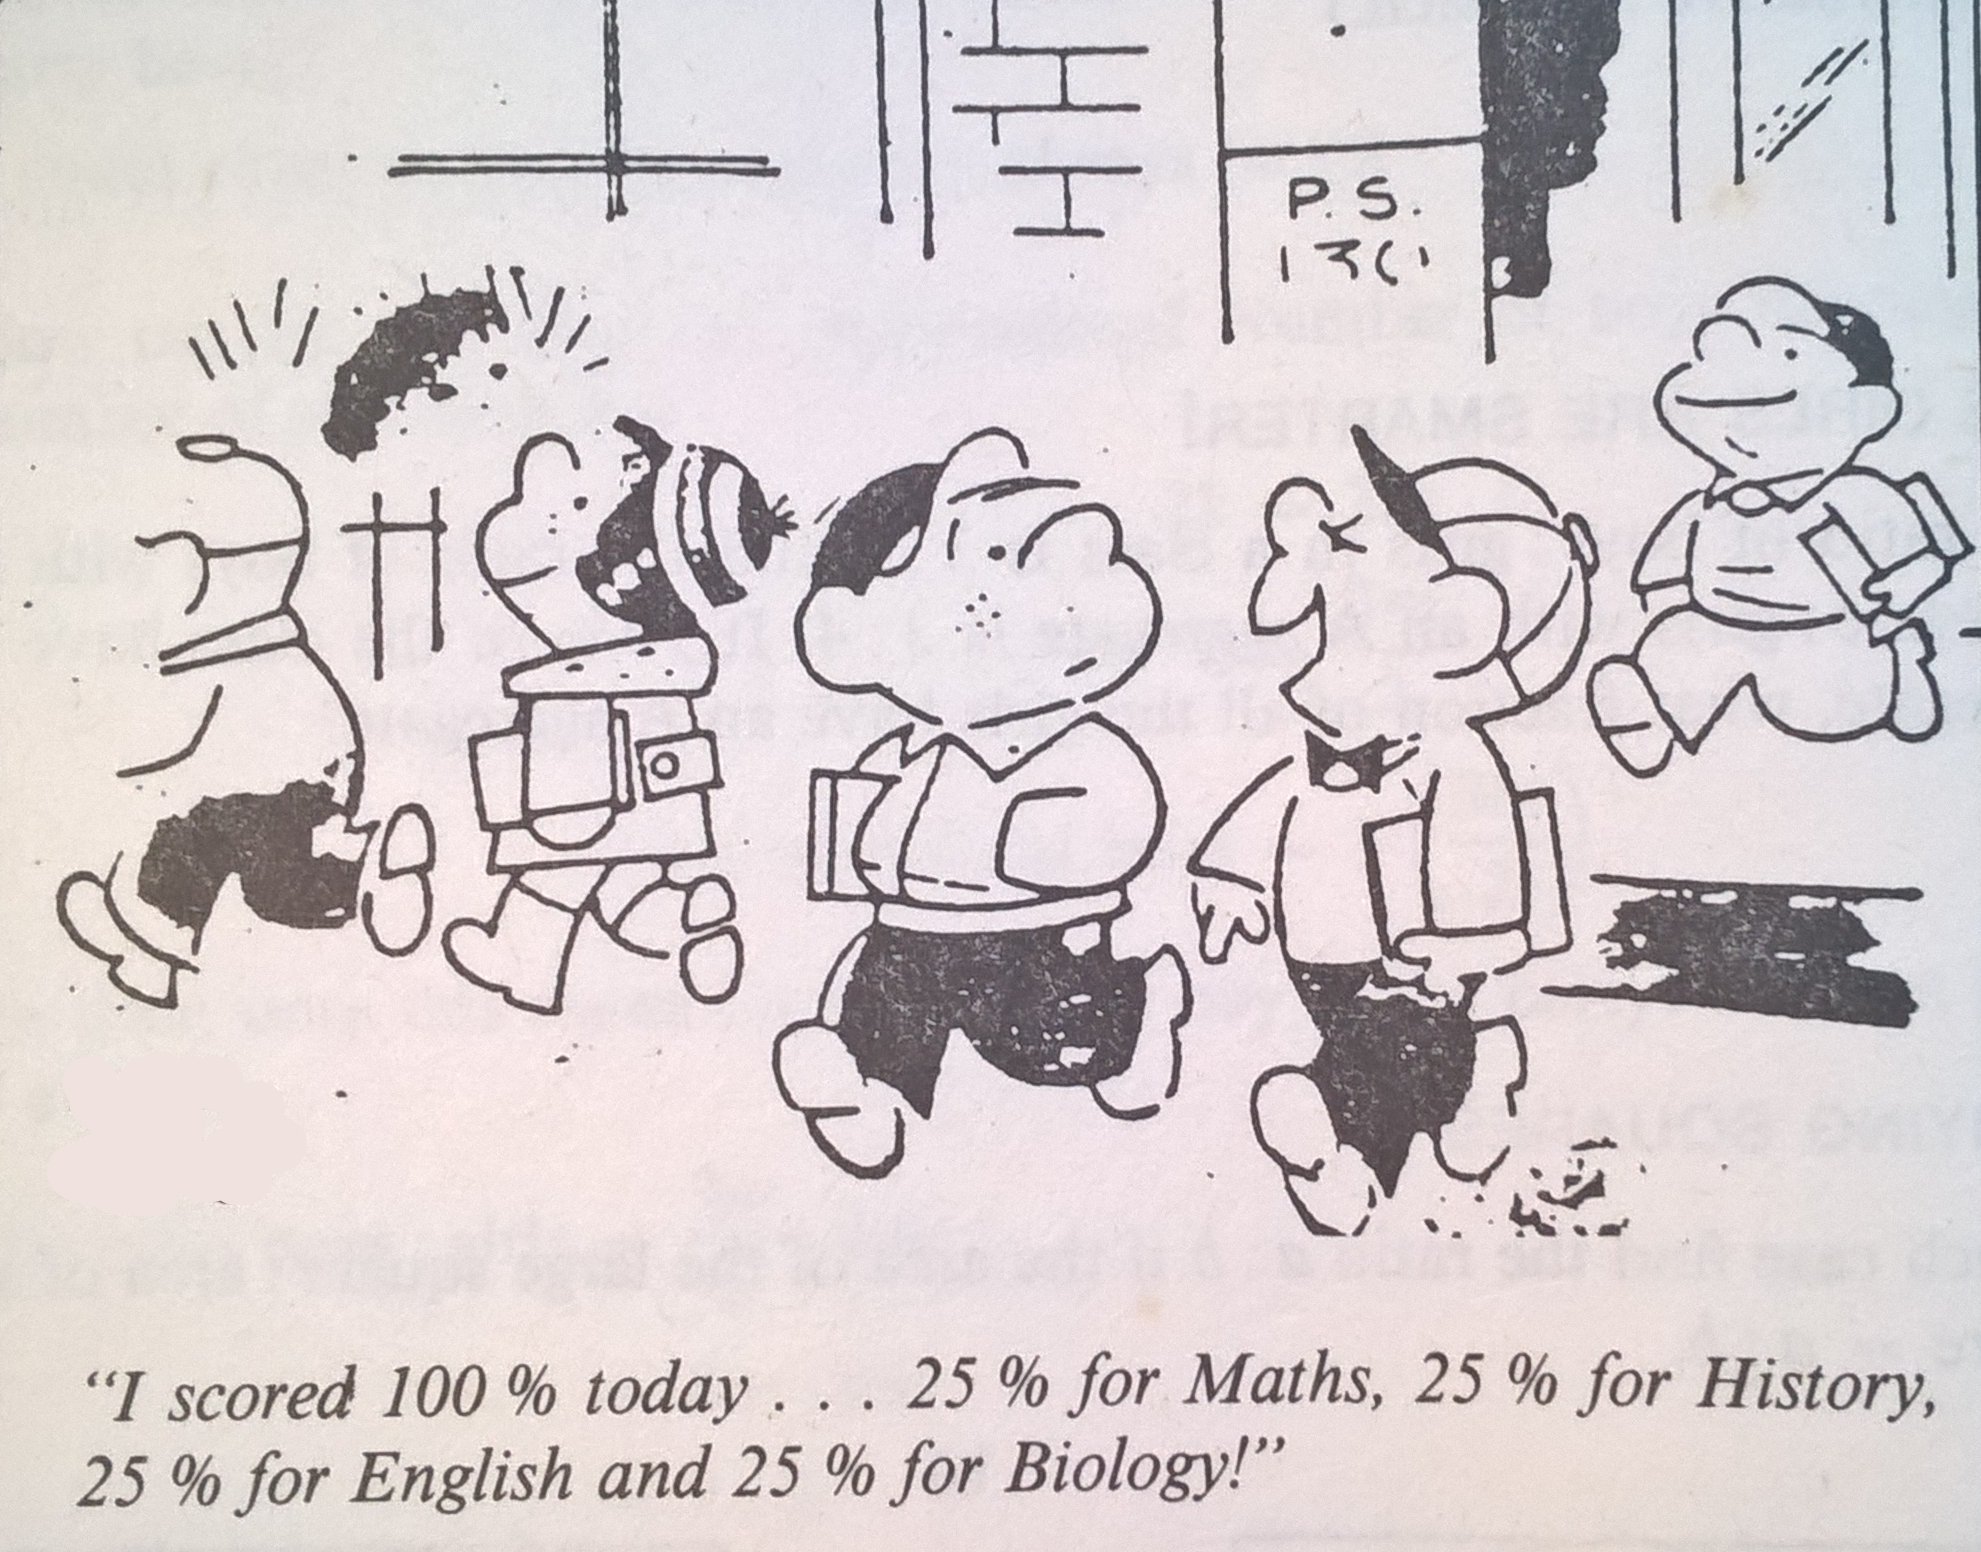 P. S.
"I scored 100 % today . . . 25 % for Maths, 25 % for History,
25 % for English and 25 % for Biology!"